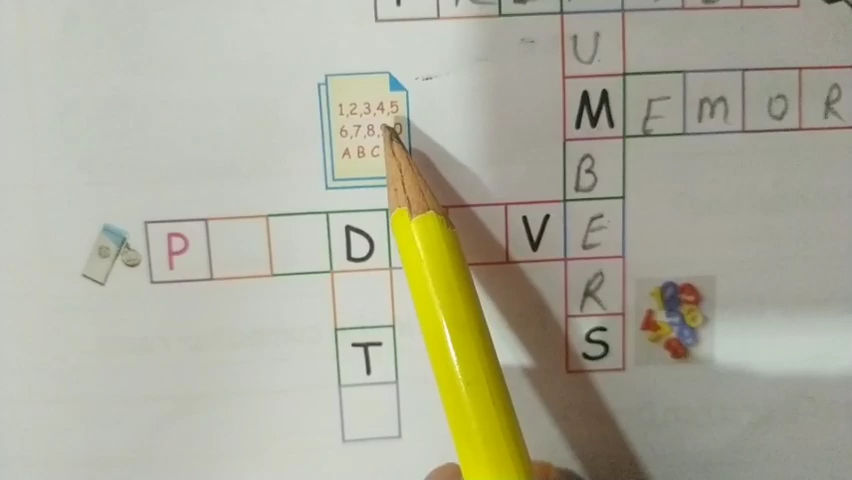 U
M E M O R
1,2,3,4,5
6,7,8,
A B C
B
P D V E
R
T S